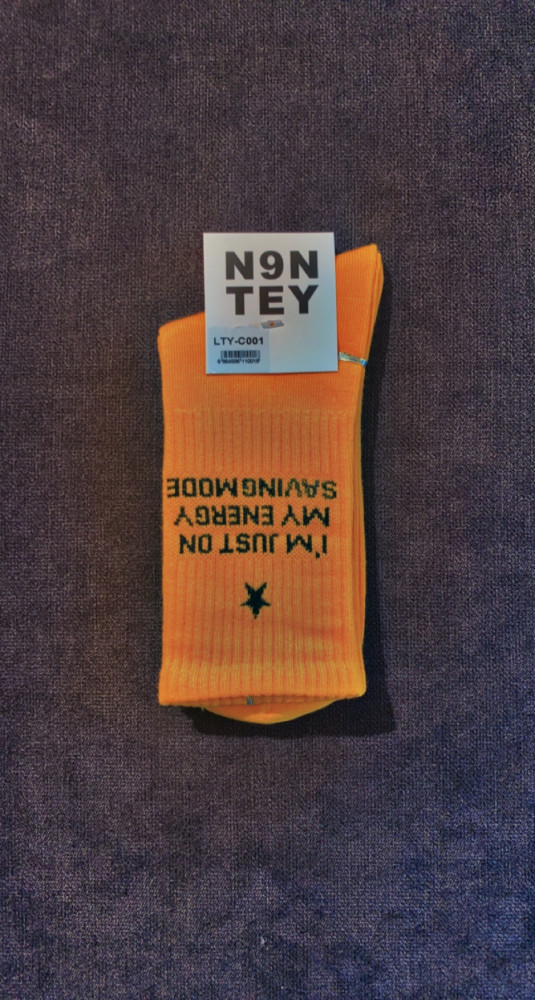 N9N
TEY
LTY-C001
I'M JUST ON
MY ENERGY
SAVING MODE